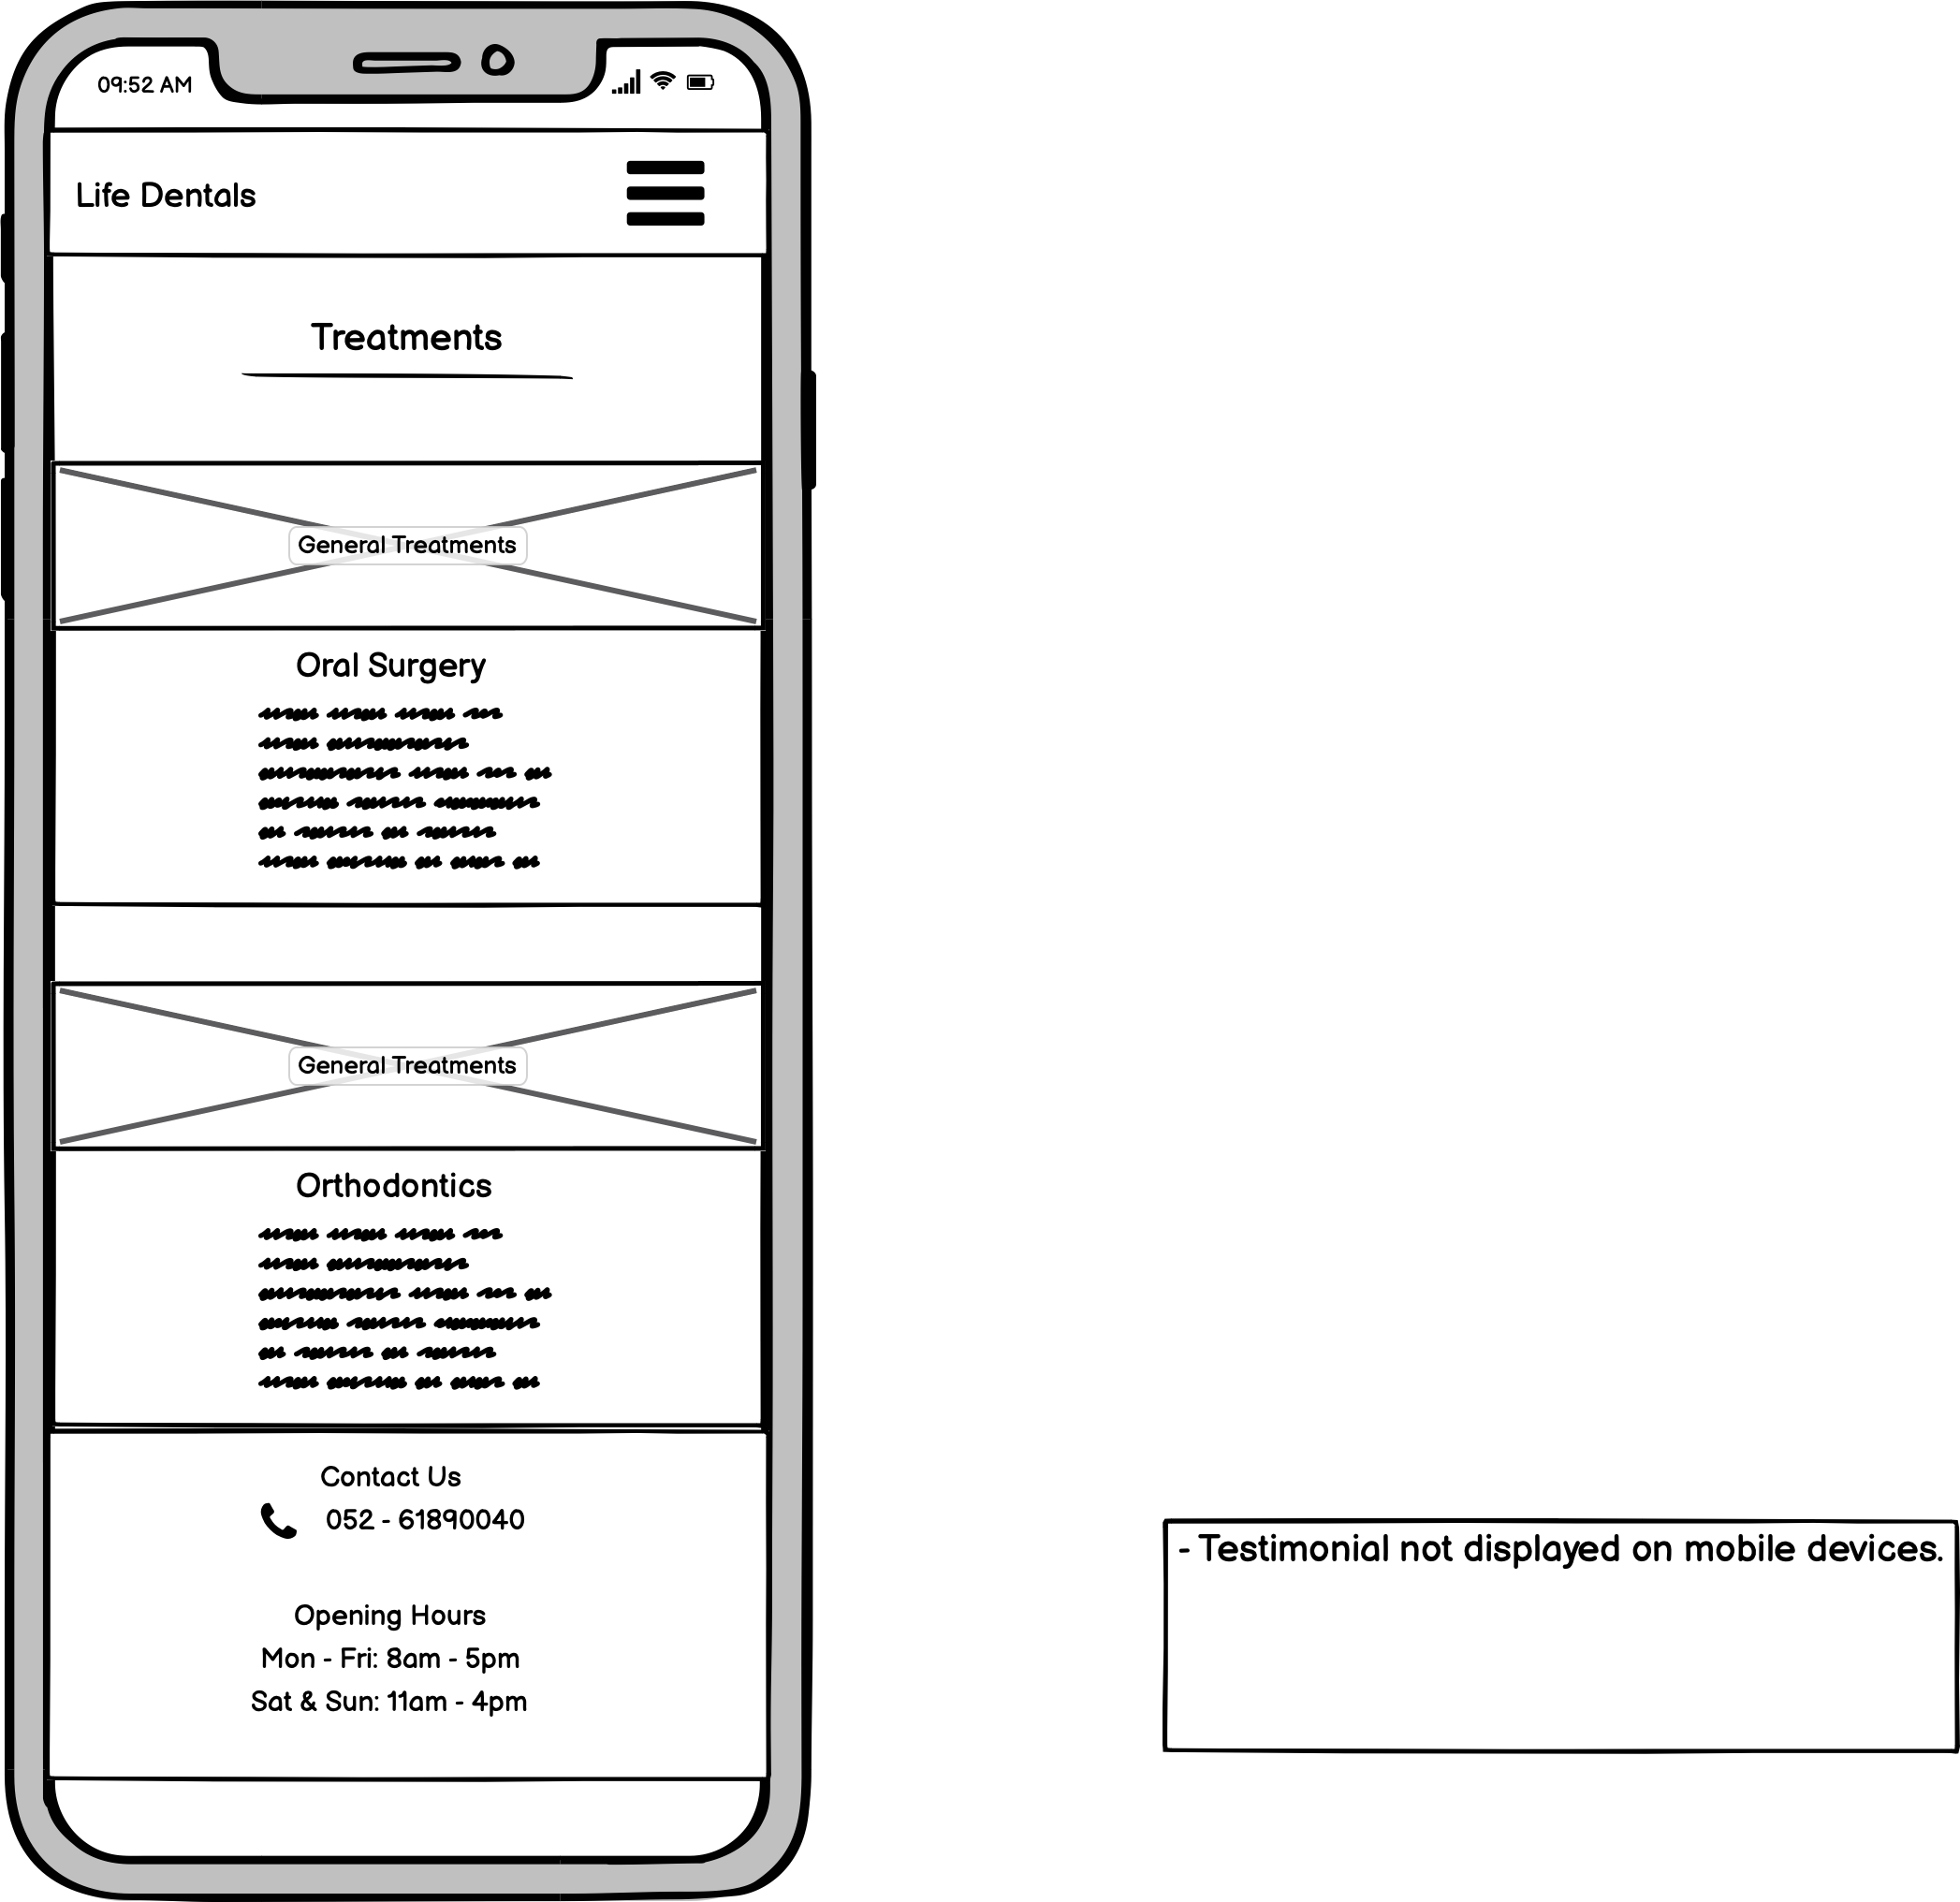 09:52 AM
Life Dentals
Treatments
General Treatments
Oral Surgery
General Treatments
Orthodontics
Contact Us
052 - 61890040
Opening Hours
Mon - Fri: 8am - 5pm
Sat & Sun: 11am - 4pm
- Testimonial not displayed on mobile devices.